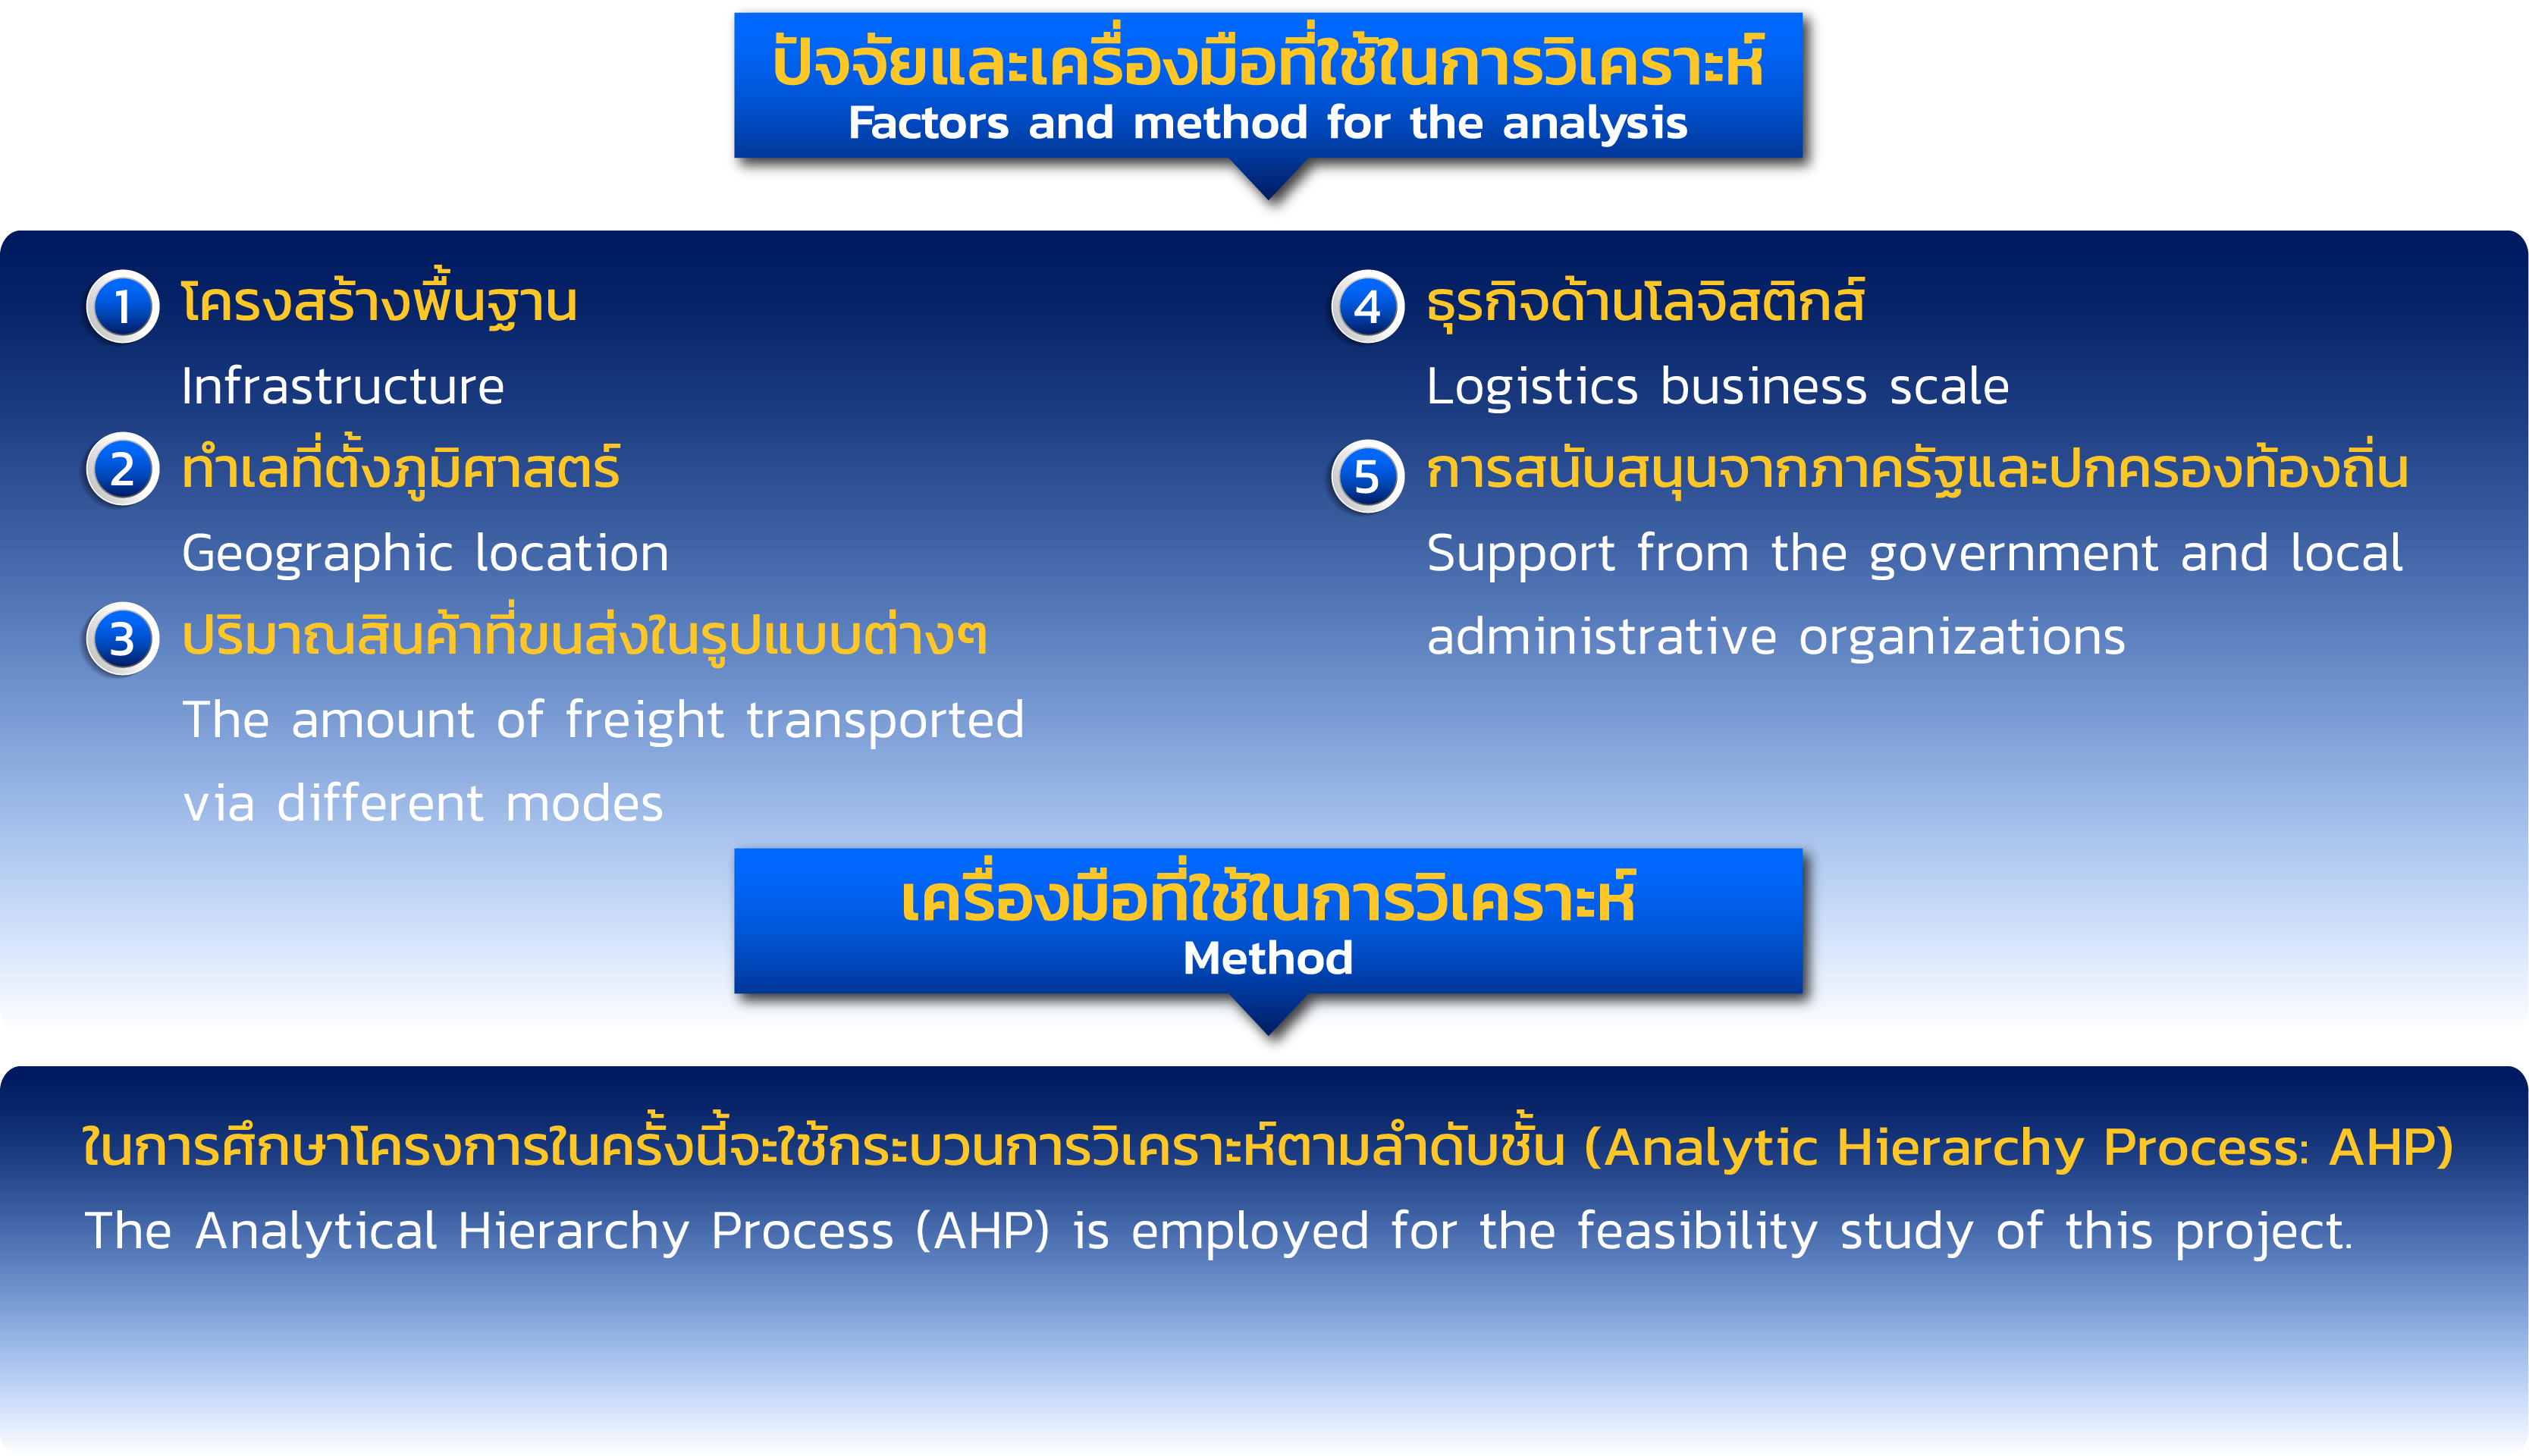 ปัจจัยและเครื่องมือที่ใช้ในการวิเคราะห์
Factors and method for the analysis
1 โครงสร้างพื้นฐาน
Infrastructure
2 ทำเลที่ตั้งภูมิศาสตร์
Geographic location
3 ปริมาณสินค้าที่ขนส่งในรูปแบบต่างๆ
The amount of freight transported
via different modes
4 ธุรกิจด้านโลจิสติกส์
Logistics business scale
5 การสนับสนุนจากภาครัฐและปกครองท้องถิ่น
Support from the government and local
administrative organizations
เครื่องมือที่ใช้ในการวิเคราะห์
Method
ในการศึกษาโครงการในครั้งนี้จะใช้กระบวนการวิเคราะห์ตามลำดับชั้น (Analytic Hierarchy Process: AHP)
The Analytical Hierarchy Process (AHP) is employed for the feasibility study of this project.